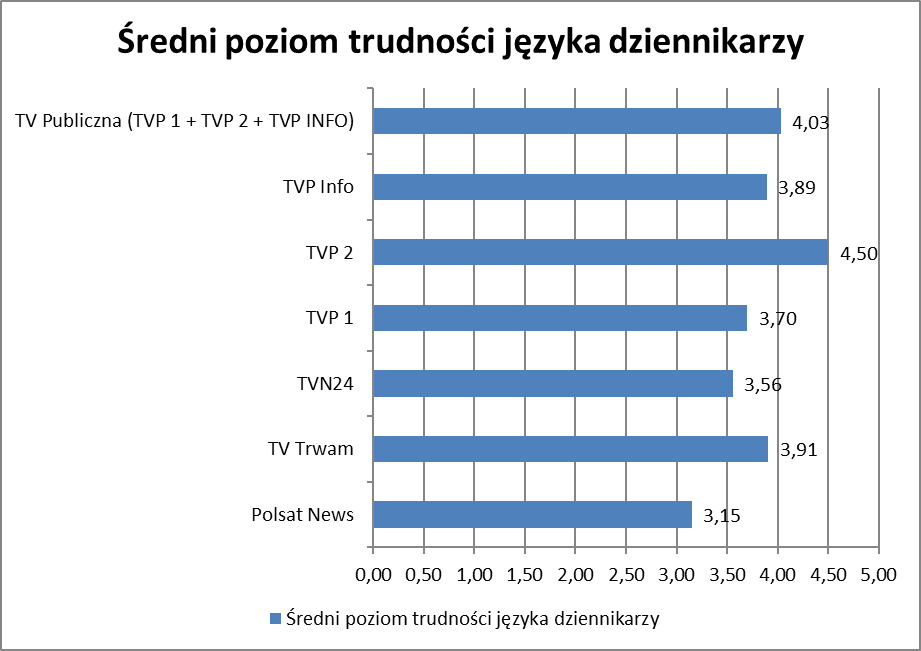 Średni poziom trudności języka dziennikarzy
TV Publiczna (TVP 1 + TVP 2 + TVP INFO) 4,03
TVP Info 3,89
TVP 2 4,50
TVP 1 3,70
TVN24 3,56
TV Trwam 3,91
Polsat News 3,15
0,00 0,50 1,00 1,50 2,00 2,50 3,00 3,50 4,00 4,50 5,00
Średni poziom trudności języka dziennikarzy